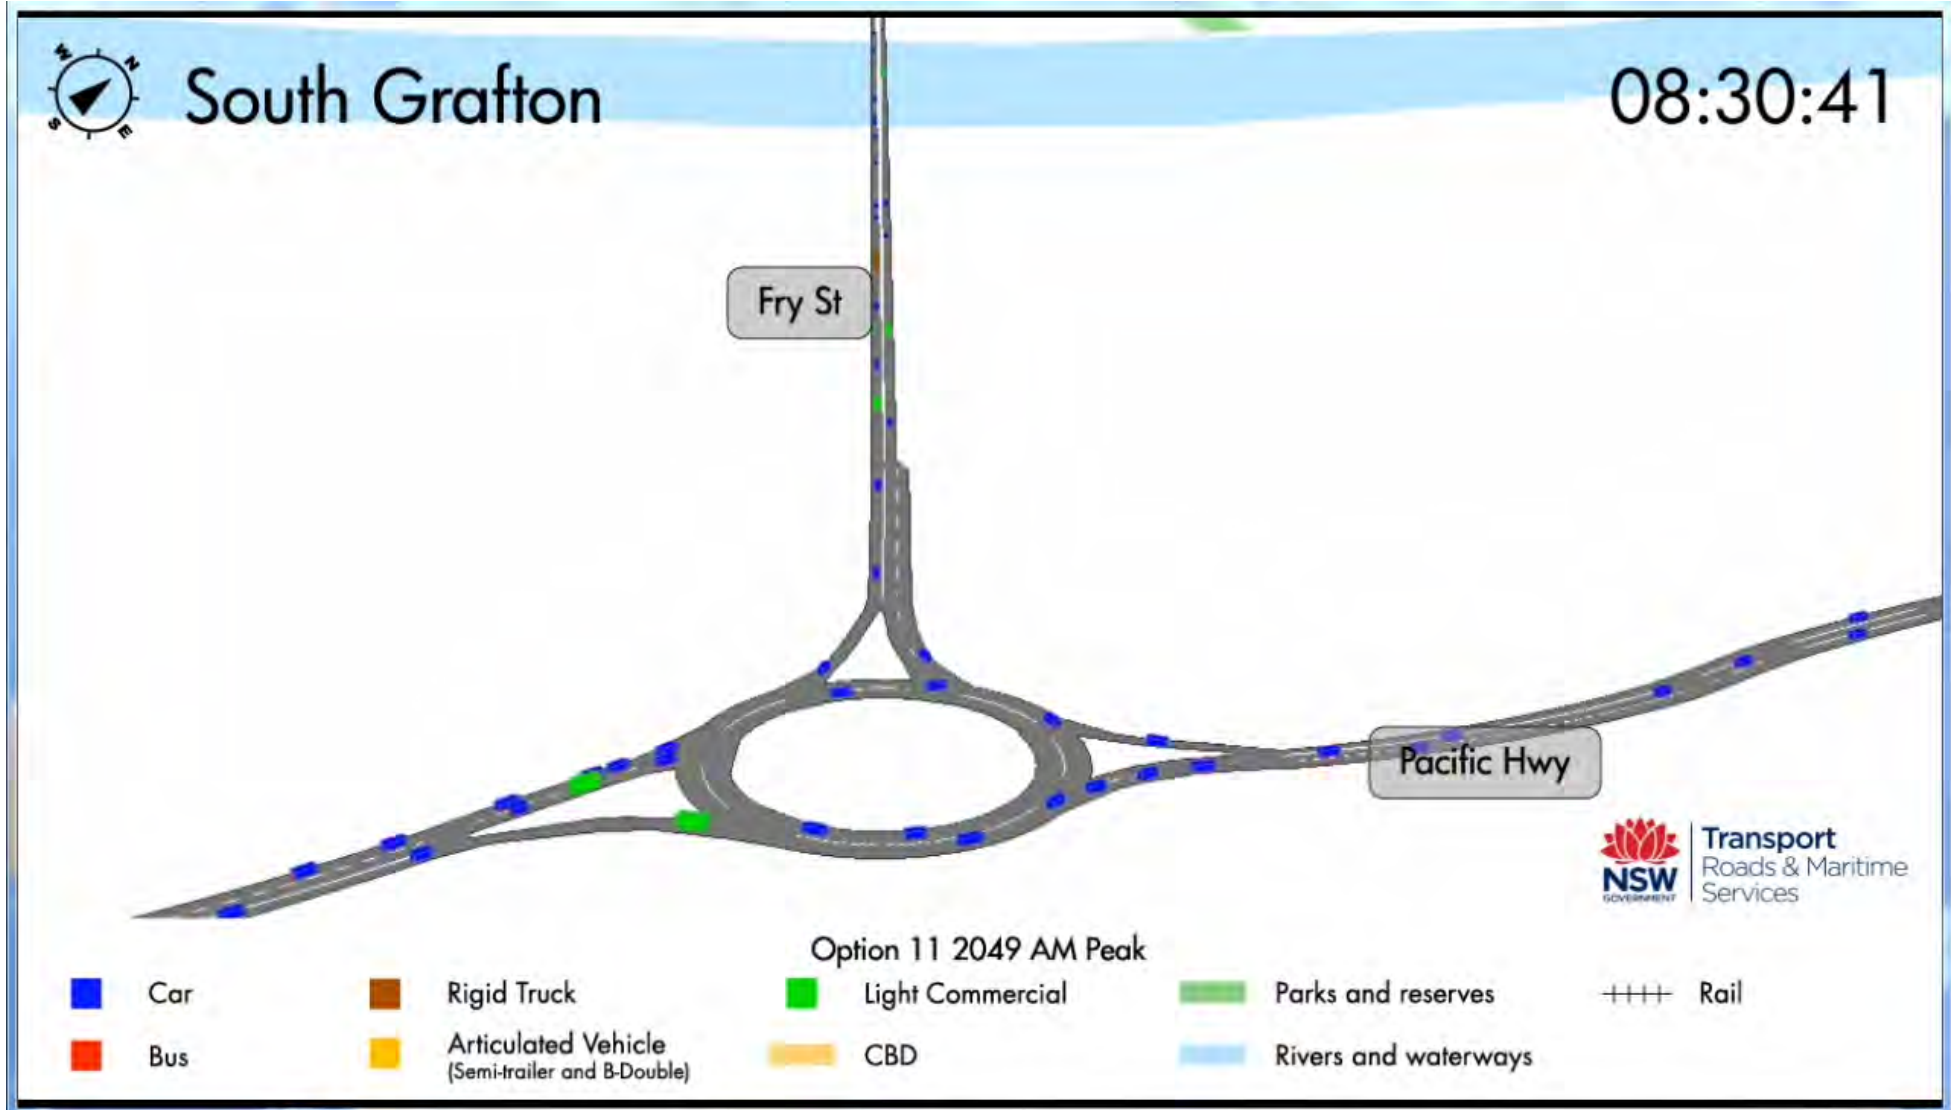 W
N
S
E
South Grafton
08:30:41
Fry St
Pacific Hwy
NSW
GOVERNMENT
Transport
Roads & Maritime
Services
Option 11 2049 AM Peak
Car
Rigid Truck
Light Commercial
Parks and reserves
Rail
Bus
Articulated Vehicle
(Semi-trailer and B-Double)
CBD
Rivers and waterways